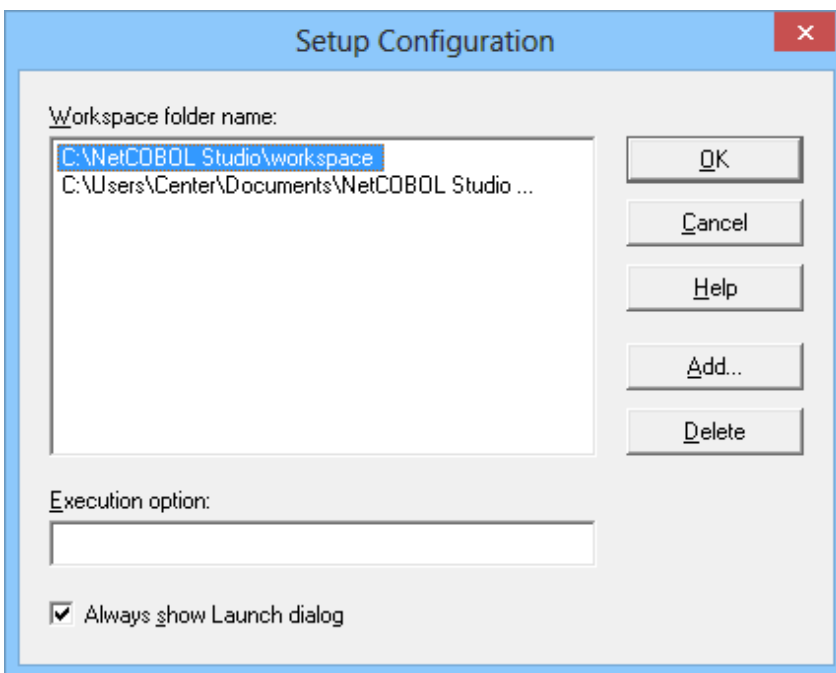 Setup Configuration
Workspace folder name:
C:\NetCOBOL Studio\workspace
C:\Users\Center\Documents\NetCOBOL Studio ...
OK
Cancel
Help
Add...
Delete
Execution option:
Always show Launch dialog